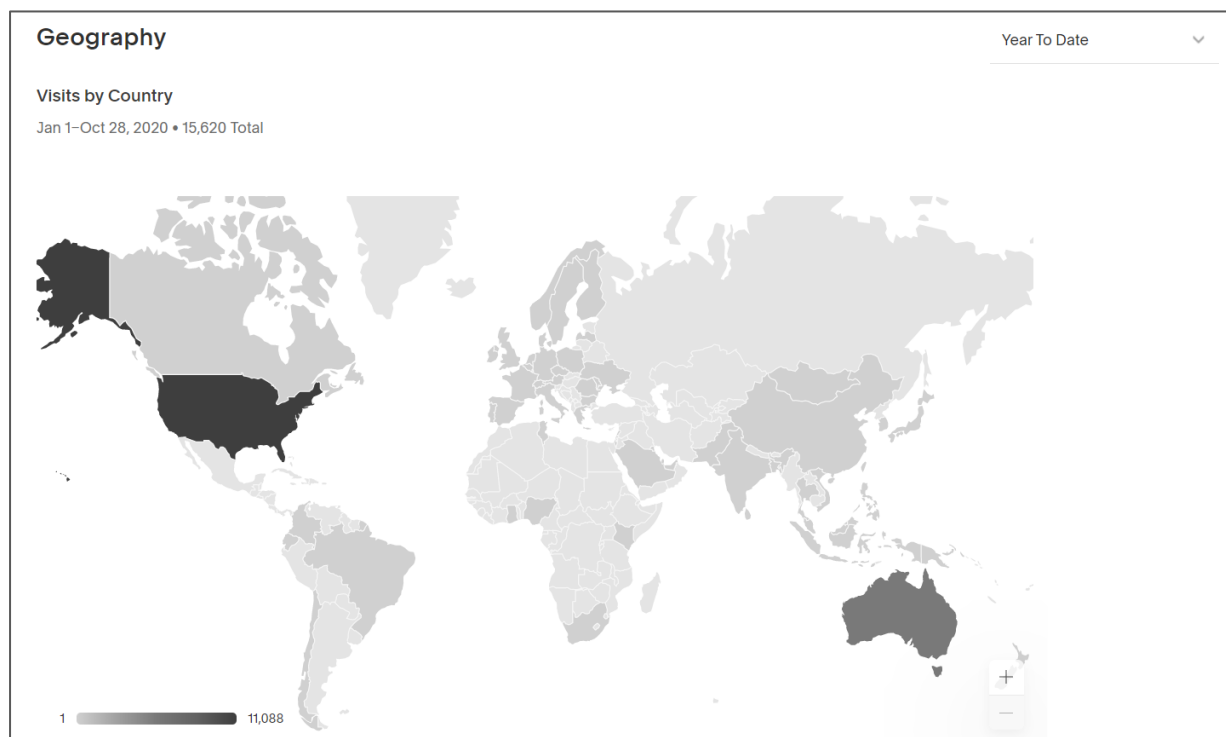 Geography
Year To Date
Visits by Country
Jan 1–Oct 28, 2020 • 15,620 Total
1
11,088
+
−